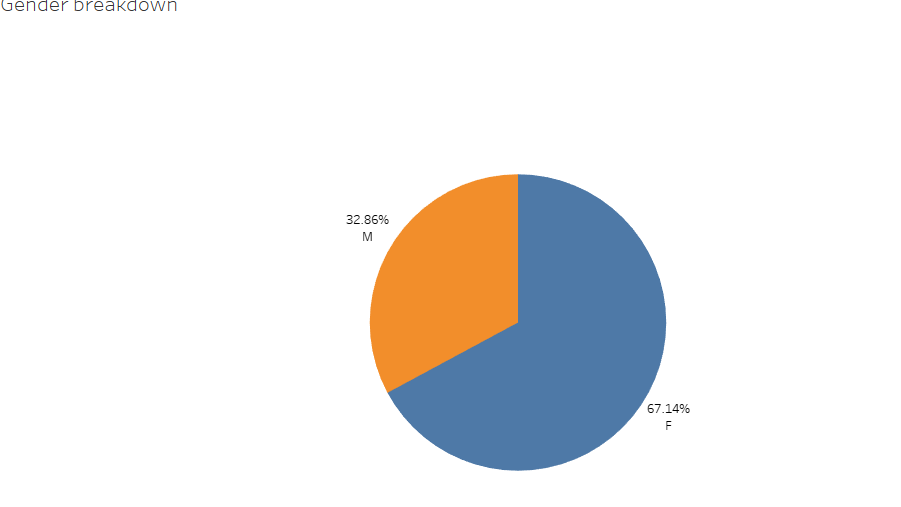 Gender breakdown
32.86%
M
67.14%
F